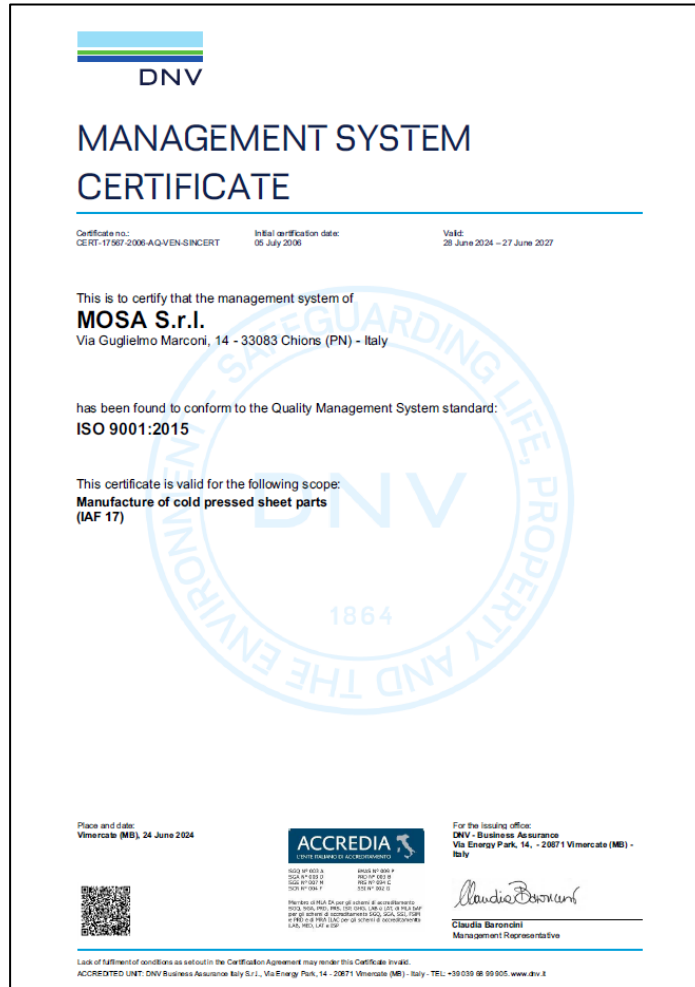 DNV
MANAGEMENT SYSTEM
CERTIFICATE
Certificate no.:
CERT-17567-2006-AQ-VEN-SINCERT
Initial certification date:
05 July 2006
Valid:
28 June 2024 – 27 June 2027
This is to certify that the management system of
MOSA S.r.l.
Via Guglielmo Marconi, 14 - 33083 Chions (PN) - Italy
has been found to conform to the Quality Management System standard:
ISO 9001:2015
This certificate is valid for the following scope:
Manufacture of cold pressed sheet parts
(IAF 17)
SAFEGUARDING LIFE, PROPERTY AND THE ENVIRONMENT
DNV
1864
Place and date:
Vimercate (MB), 24 June 2024
ACCREDIA
L'ENTE ITALIANO DI ACCREDITAMENTO
For the issuing office:
DNV - Business Assurance
Via Energy Park, 14, - 20871 Vimercate (MB) -
Italy
Claudia Baroncini
Claudia Baroncini
Management Representative
Lack of fulfilment of conditions as set out in the Certification Agreement may render this Certificate invalid.
ACCREDITED UNIT: DNV Business Assurance Italy S.r.l., Via Energy Park, 14 - 20871 Vimercate (MB) - Italy - TEL: +39 039 68 99 905. www.dnv.it